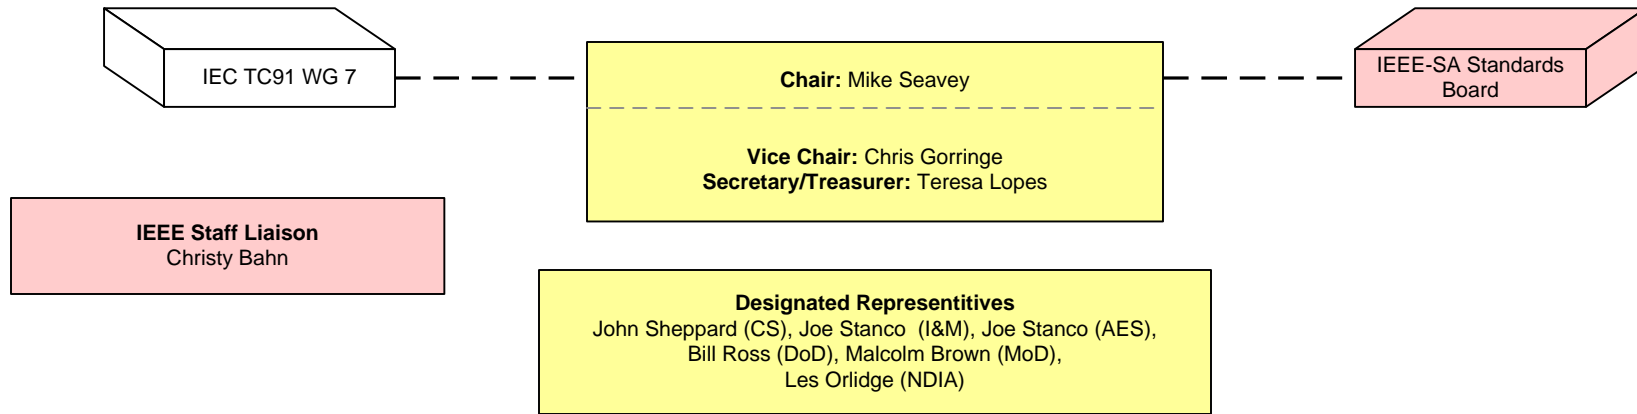 IEC TC91 WG 7
Chair: Mike Seavey
IEEE-SA Standards
Board
Vice Chair: Chris Gorringe
Secretary/Treasurer: Teresa Lopes
IEEE Staff Liaison
Christy Bahn
Designated Representitives
John Sheppard (CS), Joe Stanco (I&M), Joe Stanco (AES),
Bill Ross (DoD), Malcolm Brown (MoD),
Les Orlidge (NDIA)